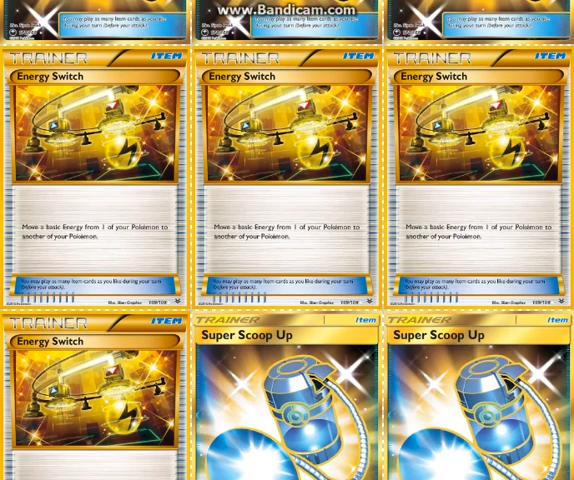 www.Bandicam.com
You may play as many Item cards as you like during your turn (before your attack).
TRAINER ITEM TRAINER ITEM TRAINER ITEM
Energy Switch Energy Switch Energy Switch
Move a basic Energy from 1 of your Pokémon to Move a basic Energy from 1 of your Pokémon to Move a basic Energy from 1 of your Pokémon to
another of your Pokémon. another of your Pokémon. another of your Pokémon.
You may play as many Item cards as you like during your turn You may play as many Item cards as you like during your turn You may play as many Item cards as you like during your turn
(before your attack). (before your attack). (before your attack).
109/108 109/108 109/108
TRAINER ITEM TRAINER Item TRAINER Item
Energy Switch Super Scoop Up Super Scoop Up